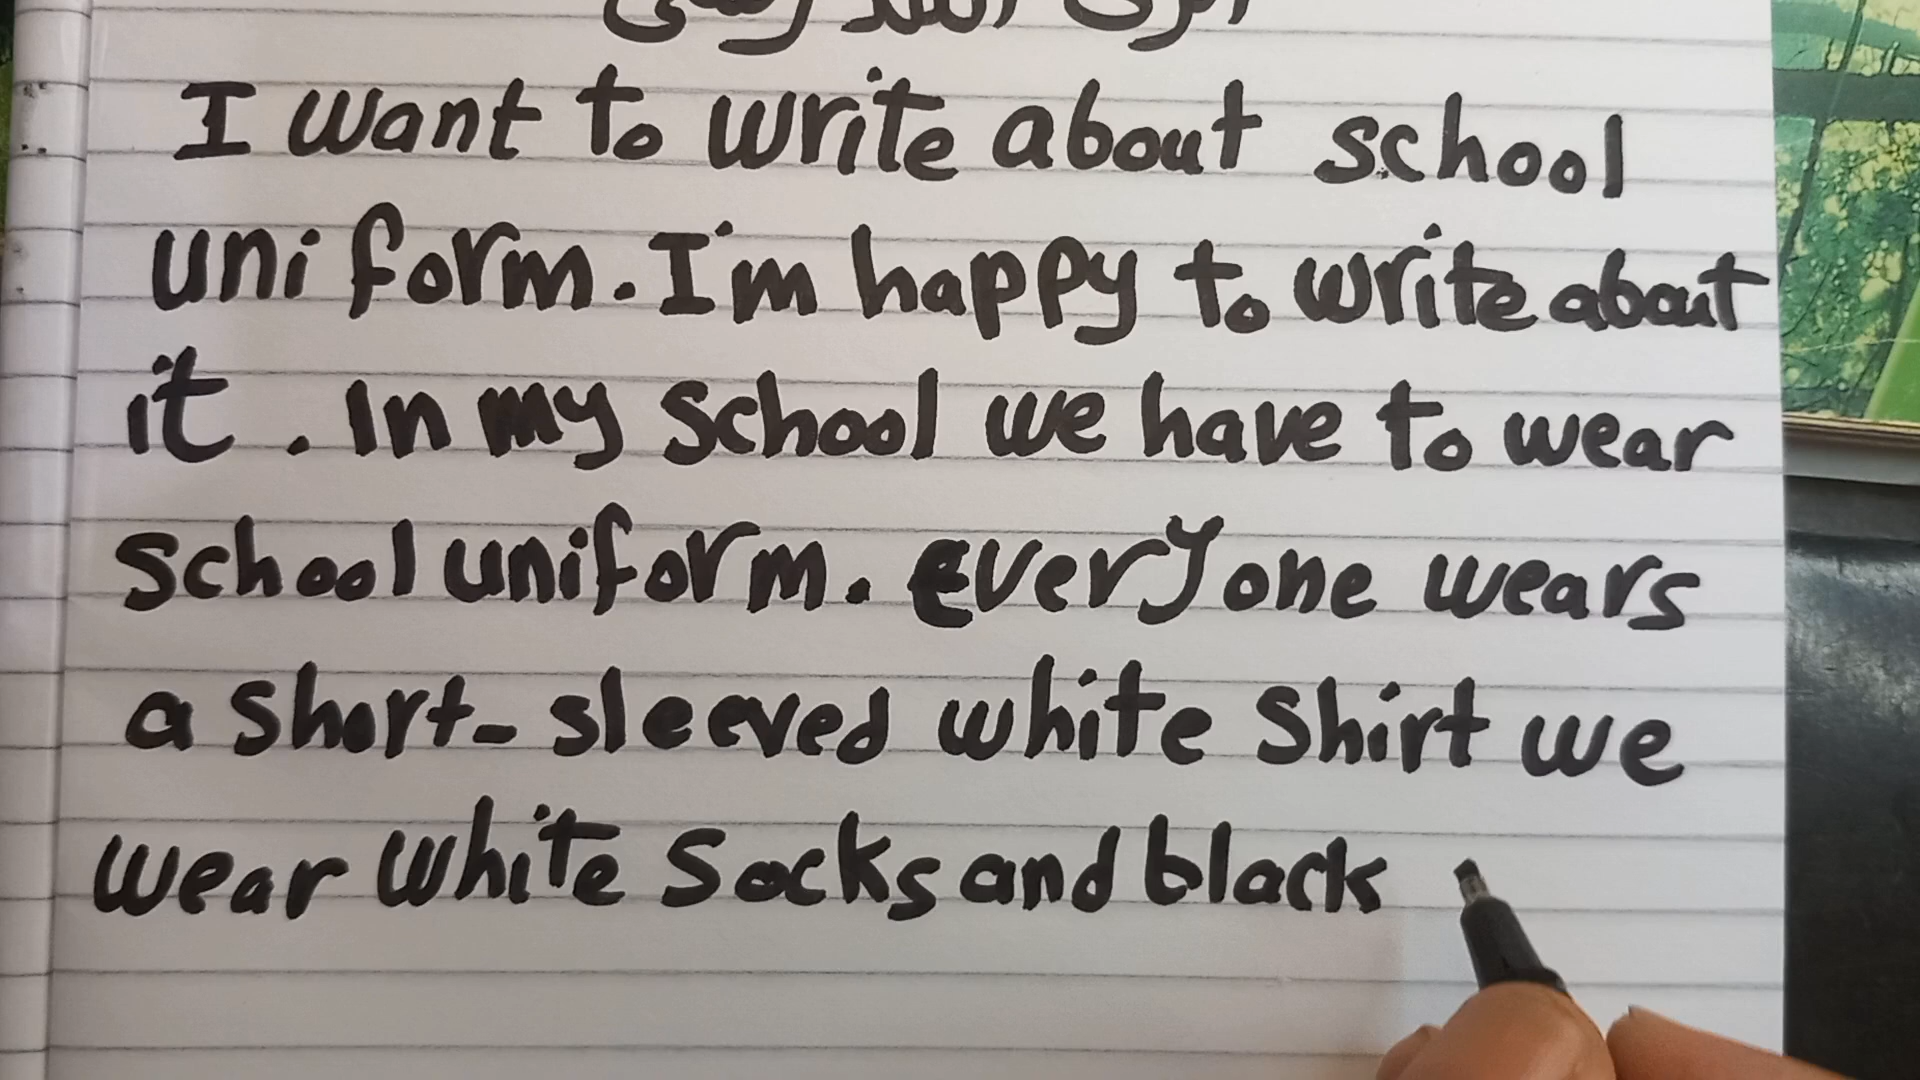 I want to write about school
uniform. I'm happy to write about
it. In my school we have to wear
school uniform. everyone wears
a short-sleeved white shirt we
wear white socks and black